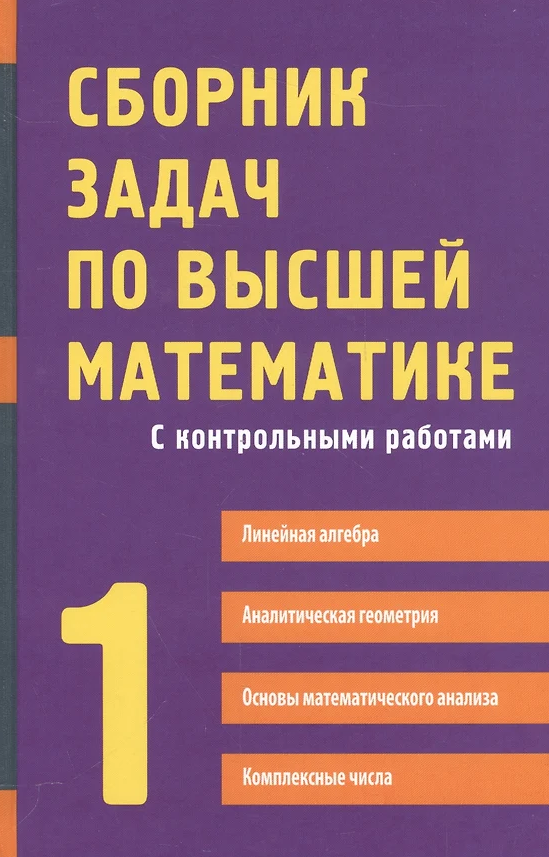 СБОРНИК
ЗАДАЧ
ПО ВЫСШЕЙ
МАТЕМАТИКЕ
С контрольными работами
1
Линейная алгебра
Аналитическая геометрия
Основы математического анализа
Комплексные числа